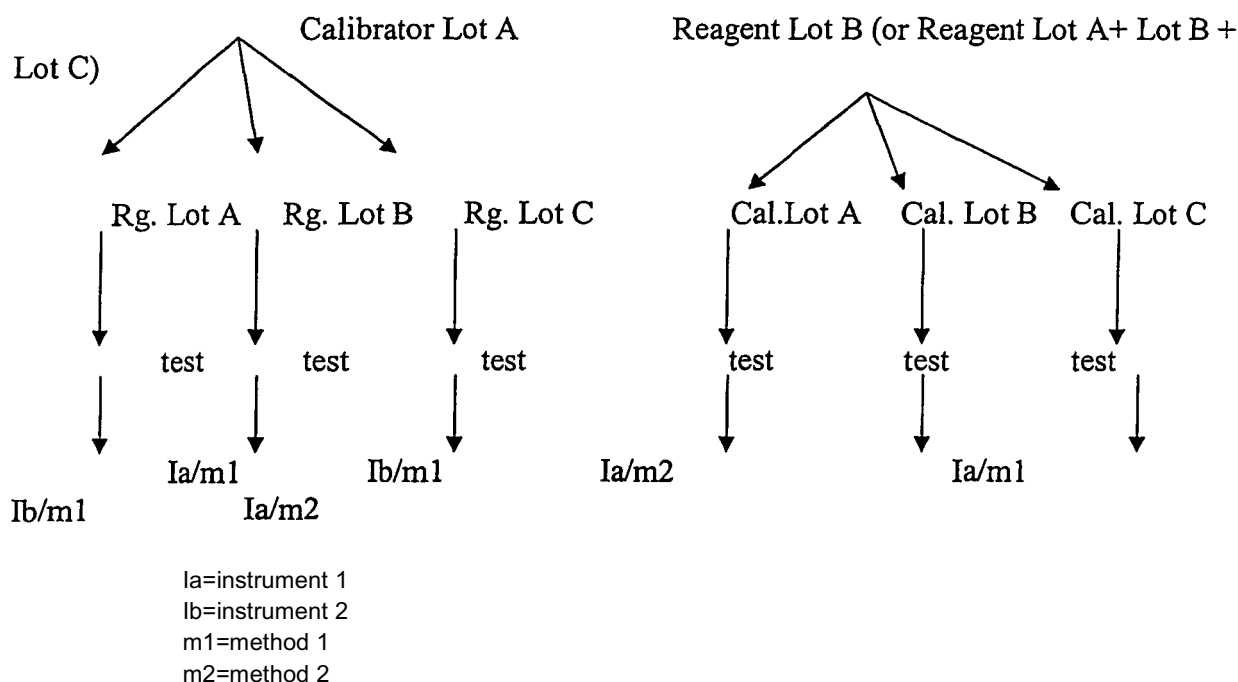 Calibrator Lot A Reagent Lot B (or Reagent Lot A+ Lot B +
Lot C)
Rg. Lot A Rg. Lot B Rg. Lot C Cal.Lot A Cal. Lot B Cal. Lot C
test test test test test test
Ia/m1 Ib/m1 Ia/m2 Ia/m1
Ib/m1 Ia/m2
Ia=instrument 1
Ib=instrument 2
m1=method 1
m2=method 2